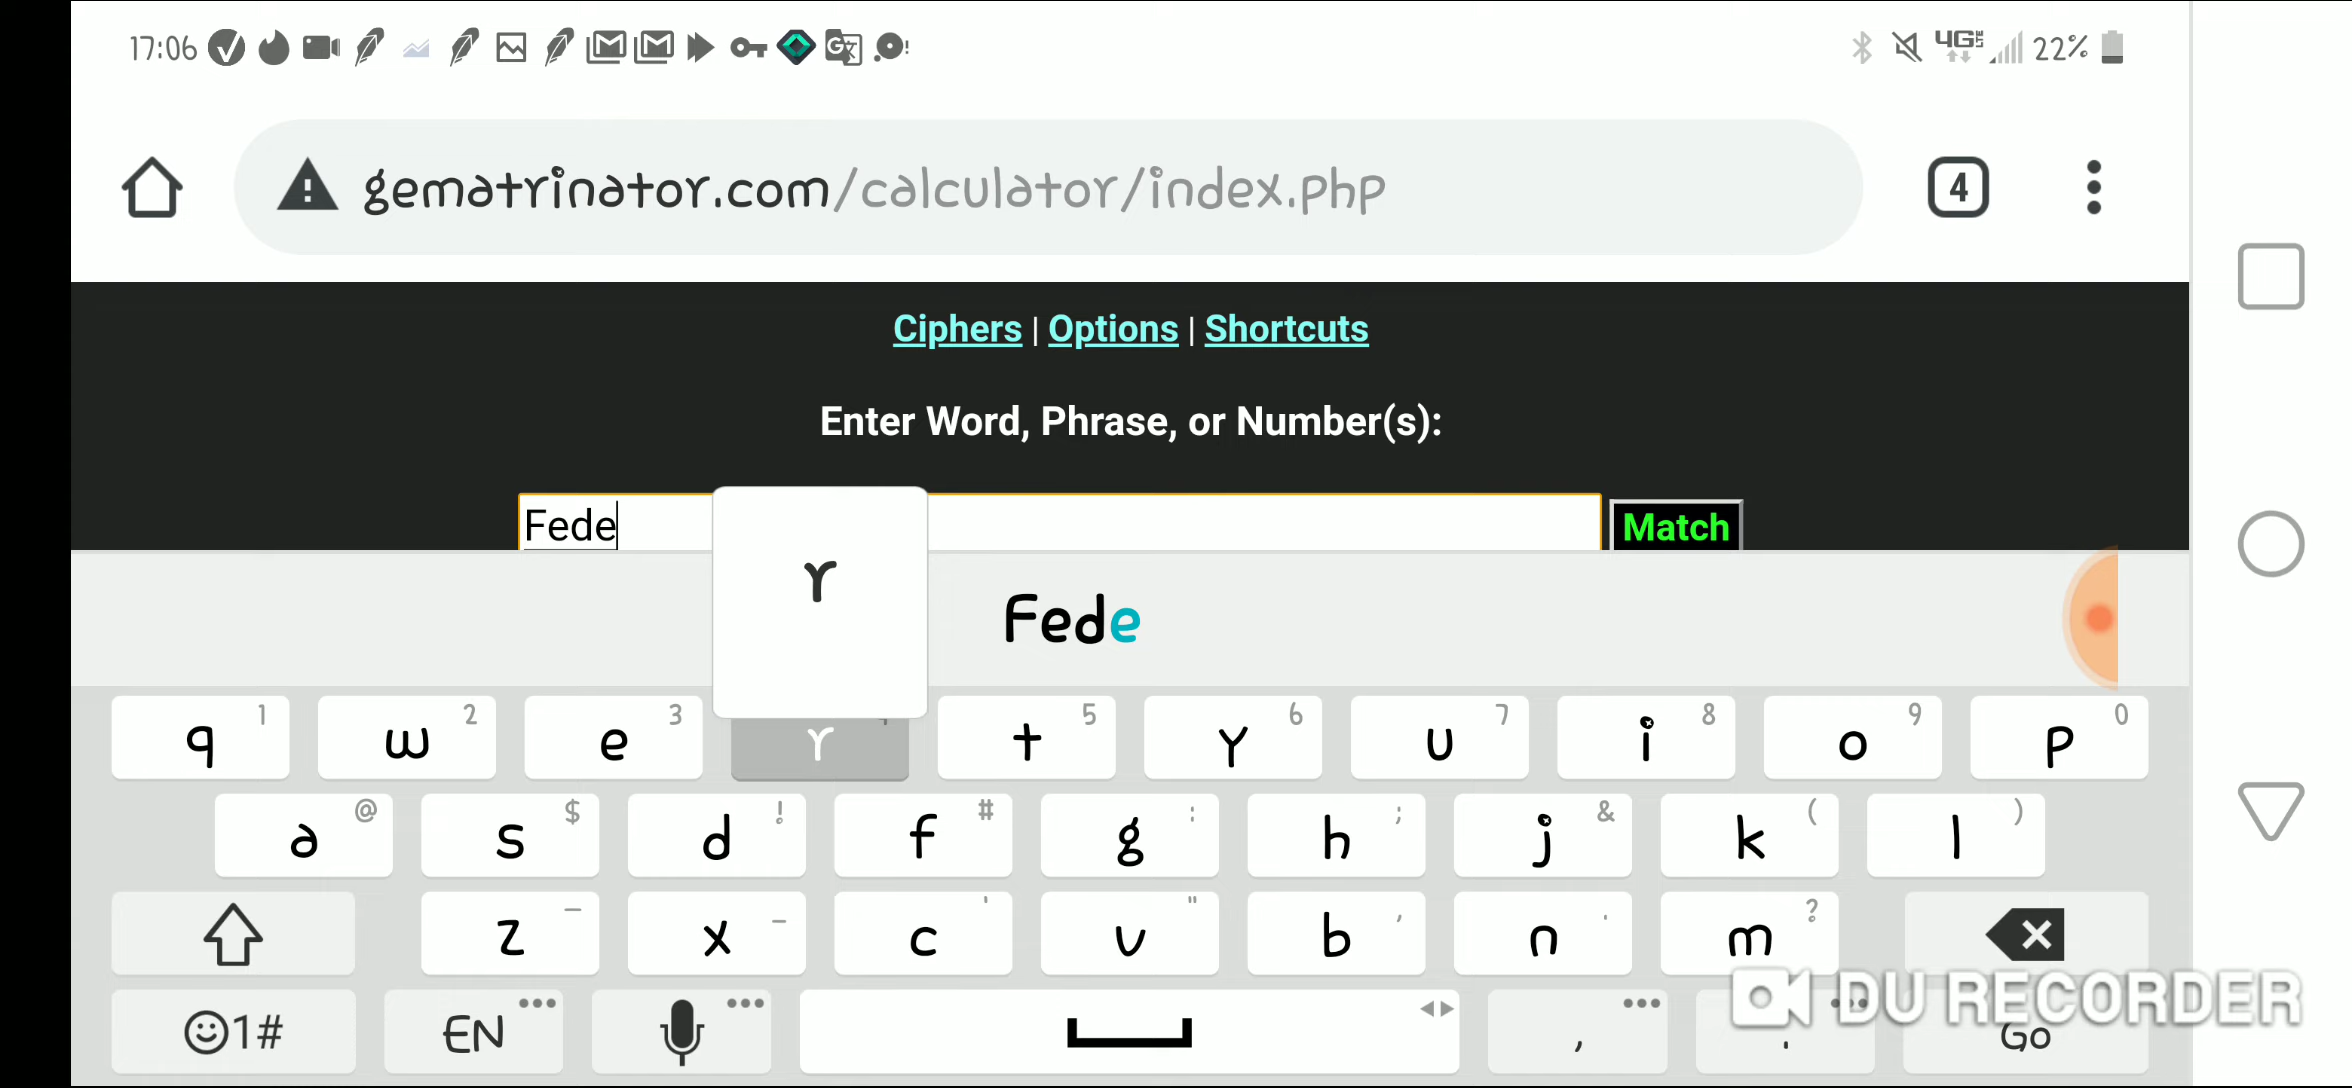 17:06 4G LTE 22%
gematrinator.com/calculator/index.php 4
Ciphers | Options | Shortcuts
Enter Word, Phrase, or Number(s):
Fede Match
r
Fede
q 1 w 2 e 3 r t 5 y 6 u 7 i 8 o 9 p 0
a @ s $ d ! f # g : h ; j & k ( l )
z _ x - c ' v " b , n . m ?
1# EN , . Go
DU RECORDER